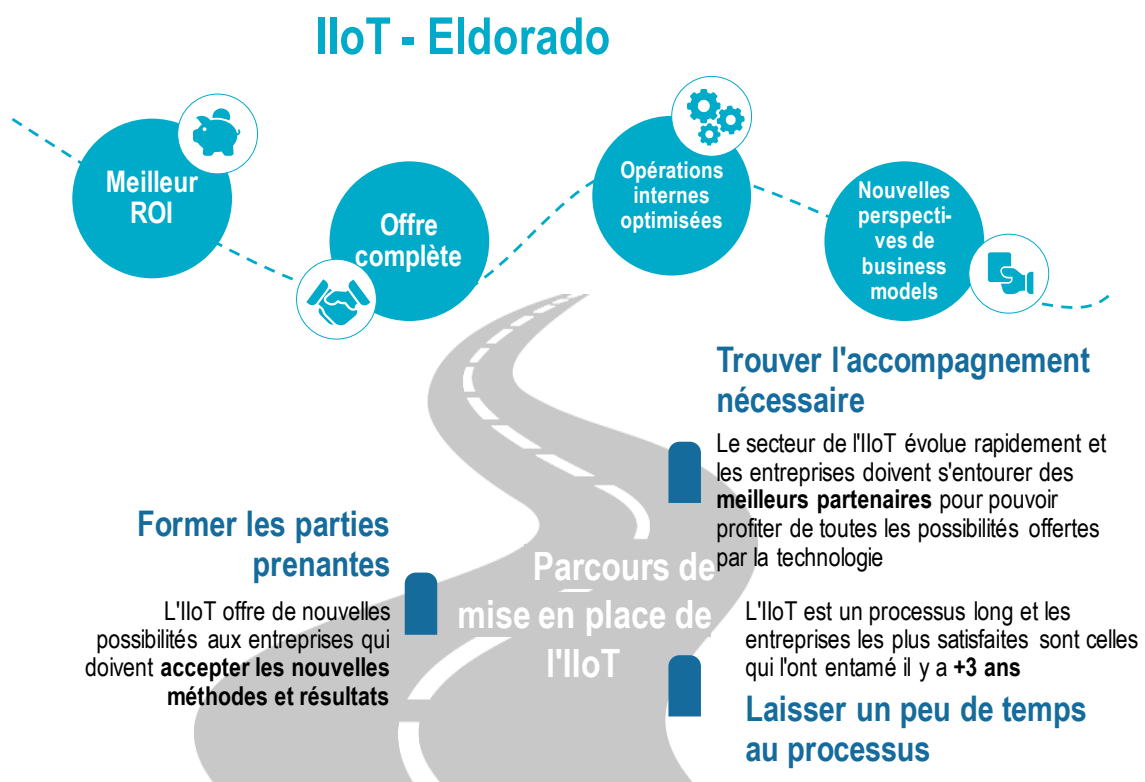 IIoT - Eldorado
Meilleur
ROI
Offre
complète
Opérations
internes
optimisées
Nouvelles
perspecti-
ves de
business
models
Trouver l'accompagnement
nécessaire
Le secteur de l'IIoT évolue rapidement et
les entreprises doivent s'entourer des
meilleurs partenaires pour pouvoir
profiter de toutes les possibilités offertes
par la technologie
Former les parties
prenantes
L'IIoT offre de nouvelles
possibilités aux entreprises qui
doivent accepter les nouvelles
méthodes et résultats
Parcours de
mise en place de
l'IIoT
L'IIoT est un processus long et les
entreprises les plus satisfaites sont celles
qui l'ont entamé il y a +3 ans
Laisser un peu de temps
au processus